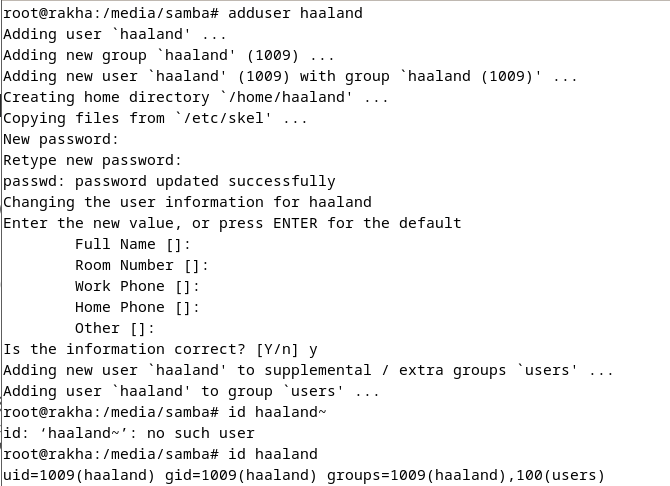 root@rakha:/media/samba# adduser haaland
Adding user `haaland' ...
Adding new group `haaland' (1009) ...
Adding new user `haaland' (1009) with group `haaland (1009)' ...
Creating home directory `/home/haaland' ...
Copying files from `/etc/skel' ...
New password:
Retype new password:
passwd: password updated successfully
Changing the user information for haaland
Enter the new value, or press ENTER for the default
        Full Name []:
        Room Number []:
        Work Phone []:
        Home Phone []:
        Other []:
Is the information correct? [Y/n] y
Adding new user `haaland' to supplemental / extra groups `users' ...
Adding user `haaland' to group `users' ...
root@rakha:/media/samba# id haaland~
id: ‘haaland~’: no such user
root@rakha:/media/samba# id haaland
uid=1009(haaland) gid=1009(haaland) groups=1009(haaland),100(users)